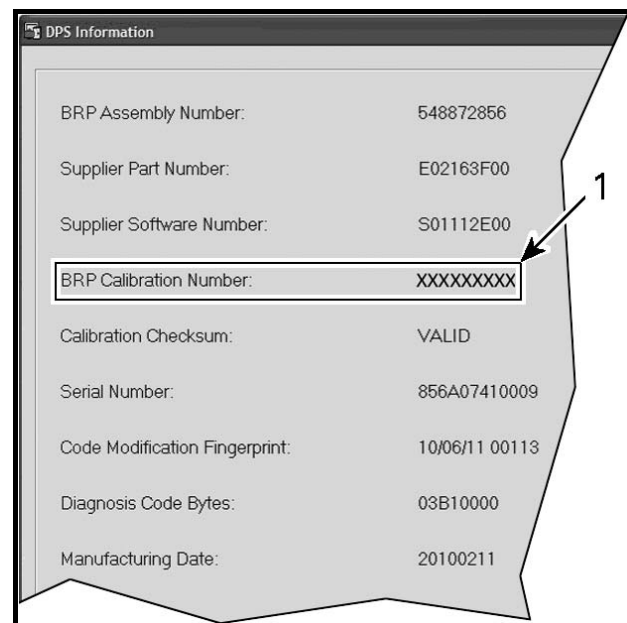 DPS Information
BRP Assembly Number: 548872856
Supplier Part Number: E02163F00
Supplier Software Number: S01112E00
1
BRP Calibration Number: XXXXXXXXX
Calibration Checksum: VALID
Serial Number: 856A07410009
Code Modification Fingerprint: 10/06/11 00113
Diagnosis Code Bytes: 03B10000
Manufacturing Date: 20100211